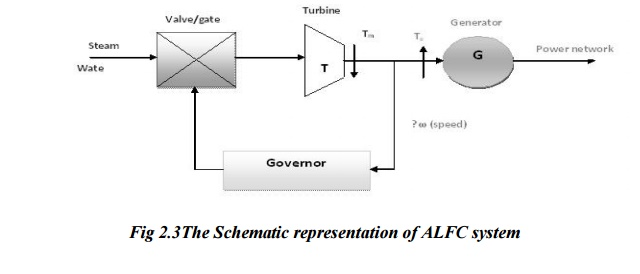 Turbine
Generator
Valve/gate
Steam
Wate
T
Tm
G
Power network
?ω (speed)
Governor
Fig 2.3The Schematic representation of ALFC system